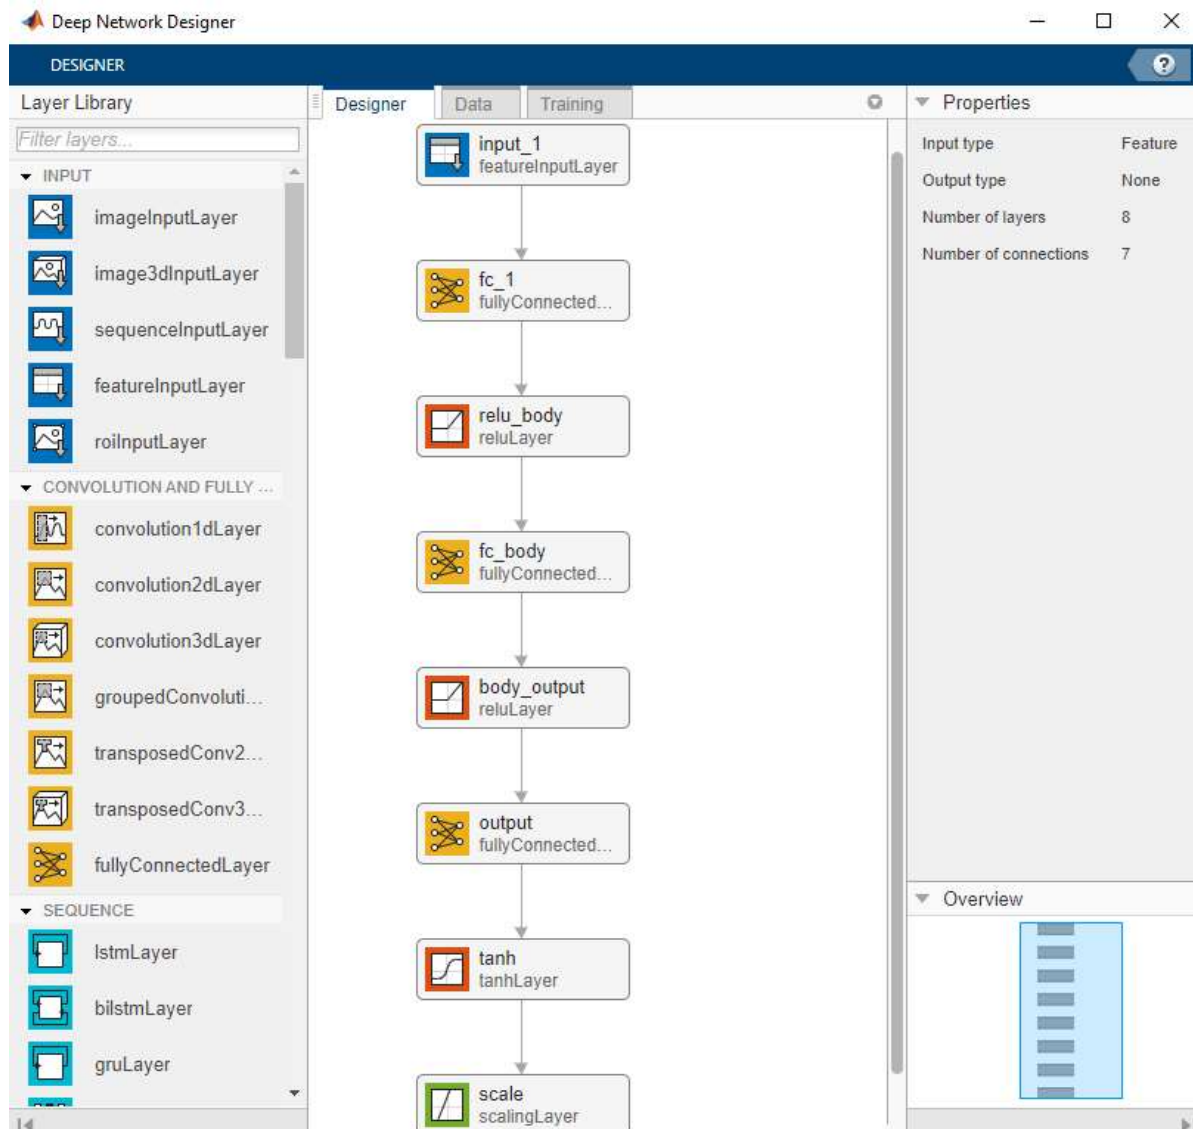 Deep Network Designer
DESIGNER
?
Layer Library
Filter layers...
INPUT
imageInputLayer
image3dInputLayer
sequenceInputLayer
featureInputLayer
roiInputLayer
CONVOLUTION AND FULLY ...
convolution1dLayer
convolution2dLayer
convolution3dLayer
groupedConvoluti...
transposedConv2...
transposedConv3...
fullyConnectedLayer
SEQUENCE
lstmLayer
bilstmLayer
gruLayer
Designer
Data
Training
input_1
featureInputLayer
fc_1
fullyConnected...
relu_body
reluLayer
fc_body
fullyConnected...
body_output
reluLayer
output
fullyConnected...
tanh
tanhLayer
scale
scalingLayer
Properties
Input type Feature
Output type None
Number of layers 8
Number of connections 7
Overview